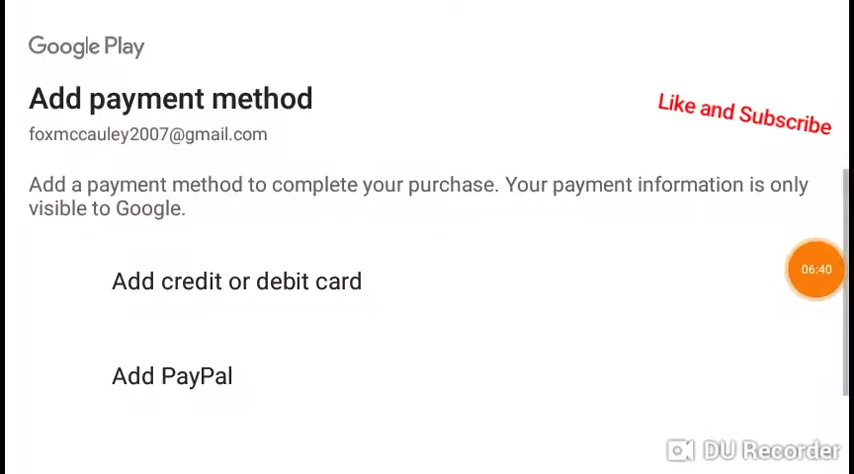 Google Play
Add payment method
Like and Subscribe
foxmccauley2007@gmail.com
Add a payment method to complete your purchase. Your payment information is only
visible to Google.
Add credit or debit card
06:40
Add PayPal
DU Recorder